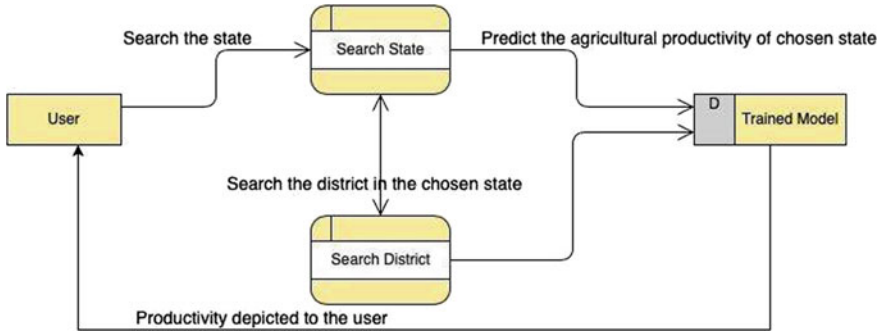 Search the state
Search State
Predict the agricultural productivity of chosen state
User
D
Trained Model
Search the district in the chosen state
Search District
Productivity depicted to the user